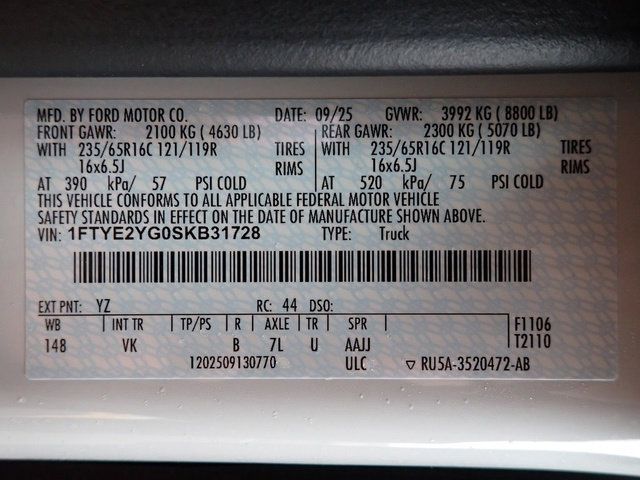 MFD. BY FORD MOTOR CO. DATE: 09/25 GVWR: 3992 KG ( 8800 LB)
FRONT GAWR: 2100 KG ( 4630 LB) REAR GAWR: 2300 KG ( 5070 LB)
WITH 235/65R16C 121/119R TIRES WITH 235/65R16C 121/119R TIRES
16x6.5J RIMS 16x6.5J RIMS
AT 390 kPa/ 57 PSI COLD AT 520 kPa/ 75 PSI COLD
THIS VEHICLE CONFORMS TO ALL APPLICABLE FEDERAL MOTOR VEHICLE
SAFETY STANDARDS IN EFFECT ON THE DATE OF MANUFACTURE SHOWN ABOVE.
VIN: 1FTYE2YG0SKB31728 TYPE: Truck
EXT PNT: YZ RC: 44 DSO:
WB INT TR TP/PS R AXLE TR SPR F1106
148 VK B 7L U AAJJ T2110
1202509130770 ULC ▽ RU5A-3520472-AB